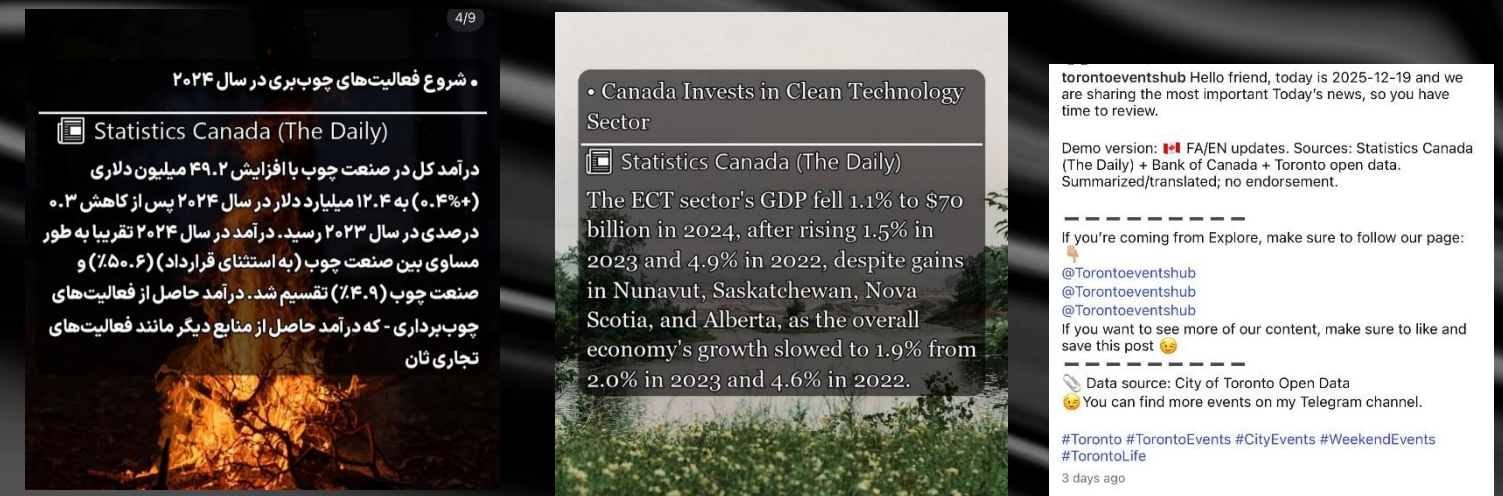 4/9
• شروع فعالیت‌های چوب‌بری در سال ۲۰۲۴
Statistics Canada (The Daily)
درآمد کل در صنعت چوب با افزایش ۴۹.۲ میلیون دلاری
(+۰.۴%) به ۱۲.۴ میلیارد دلار در سال ۲۰۲۴ پس از کاهش ۰.۳
درصدی در سال ۲۰۲۳ رسید. درآمد در سال ۲۰۲۴ تقریبا به طور
مساوی بین صنعت چوب (به استثنای قرارداد) (۵۰.۶٪) و
صنعت چوب (۴.۹٪) تقسیم شد. درآمد حاصل از فعالیت‌های
چوب‌برداری - که درآمد حاصل از منابع دیگر مانند فعالیت‌های
تجاری ثان
• Canada Invests in Clean Technology
Sector
Statistics Canada (The Daily)
The ECT sector's GDP fell 1.1% to $70
billion in 2024, after rising 1.5% in
2023 and 4.9% in 2022, despite gains
in Nunavut, Saskatchewan, Nova
Scotia, and Alberta, as the overall
economy's growth slowed to 1.9% from
2.0% in 2023 and 4.6% in 2022.
torontoeventshub Hello friend, today is 2025-12-19 and we
are sharing the most important Today's news, so you have
time to review.
Demo version: 🇨🇦 FA/EN updates. Sources: Statistics Canada
(The Daily) + Bank of Canada + Toronto open data.
Summarized/translated; no endorsement.
➖➖➖➖➖➖➖➖➖➖
If you're coming from Explore, make sure to follow our page:
👇🏼
@Torontoeventshub
@Torontoeventshub
@Torontoeventshub
If you want to see more of our content, make sure to like and
save this post 😉
➖➖➖➖➖➖➖➖➖➖
📎 Data source: City of Toronto Open Data
😉You can find more events on my Telegram channel.
#Toronto #TorontoEvents #CityEvents #WeekendEvents
#TorontoLife
3 days ago